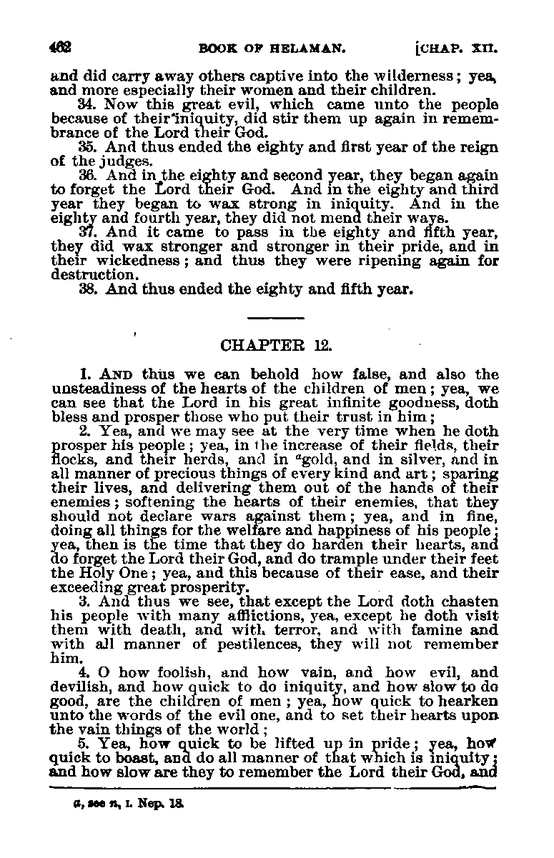 462 BOOK OF HELAMAN. [CHAP. XII.
and did carry away others captive into the wilderness; yea,
and more especially their women and their children.
34. Now this great evil, which came unto the people
because of their iniquity, did stir them up again in remem-
brance of the Lord their God.
35. And thus ended the eighty and first year of the reign
of the judges.
36. And in the eighty and second year, they began again
to forget the Lord their God. And in the eighty and third
year they began to wax strong in iniquity. And in the
eighty and fourth year, they did not mend their ways.
37. And it came to pass in the eighty and fifth year,
they did wax stronger and stronger in their pride, and in
their wickedness; and thus they were ripening again for
destruction.
38. And thus ended the eighty and fifth year.
CHAPTER 12.
1. AND thus we can behold how false, and also the
unsteadiness of the hearts of the children of men; yea, we
can see that the Lord in his great infinite goodness, doth
bless and prosper those who put their trust in him;
2. Yea, and we may see at the very time when he doth
prosper his people; yea, in the increase of their fields, their
flocks, and their herds, and in ᵃgold, and in silver, and in
all manner of precious things of every kind and art; sparing
their lives, and delivering them out of the hands of their
enemies; softening the hearts of their enemies, that they
should not declare wars against them; yea, and in fine,
doing all things for the welfare and happiness of his people;
yea, then is the time that they do harden their hearts, and
do forget the Lord their God, and do trample under their feet
the Holy One; yea, and this because of their ease, and their
exceeding great prosperity.
3. And thus we see, that except the Lord doth chasten
his people with many afflictions, yea, except he doth visit
them with death, and with terror, and with famine and
with all manner of pestilences, they will not remember
him.
4. O how foolish, and how vain, and how evil, and
devilish, and how quick to do iniquity, and how slow to do
good, are the children of men; yea, how quick to hearken
unto the words of the evil one, and to set their hearts upon
the vain things of the world;
5. Yea, how quick to be lifted up in pride; yea, how
quick to boast, and do all manner of that which is iniquity;
and how slow are they to remember the Lord their God, and
a, see n, I. Nep. 18.